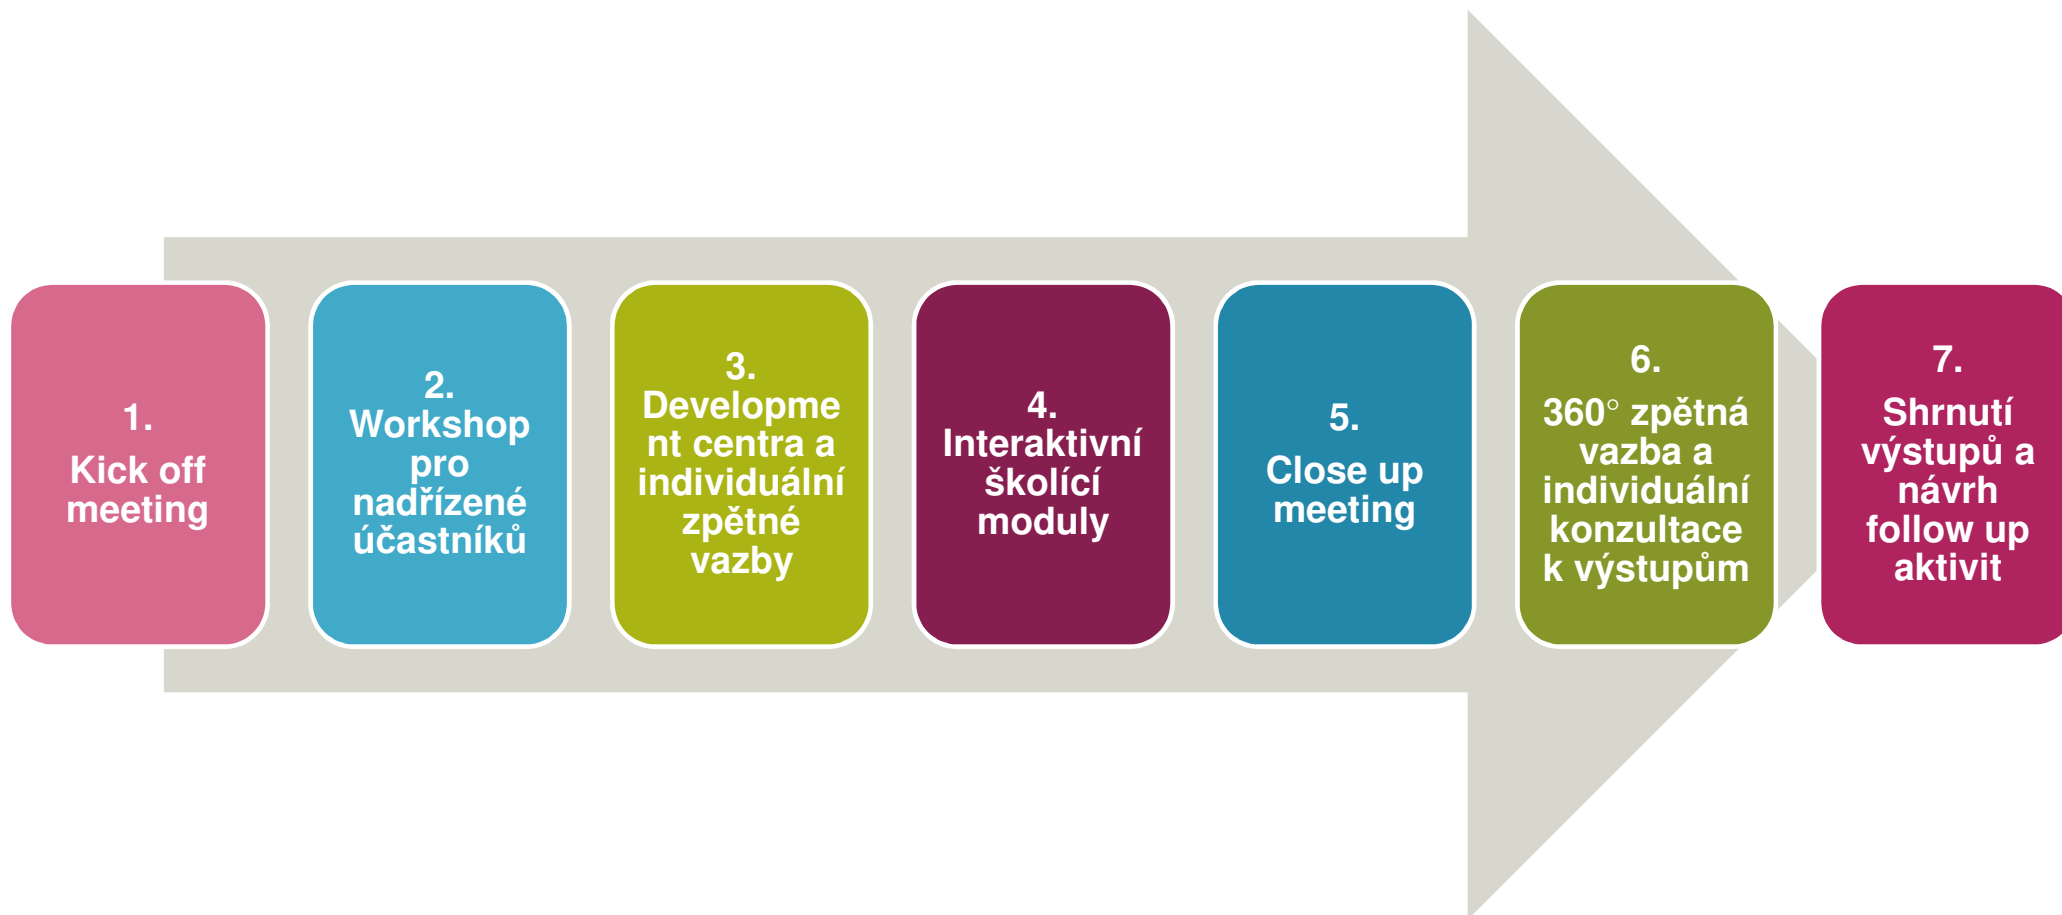 1.
Kick off
meeting
2.
Workshop
pro
nadřízené
účastníků
3.
Developme
nt centra a
individuální
zpětné
vazby
4.
Interaktivní
školící
moduly
5.
Close up
meeting
6.
360° zpětná
vazba a
individuální
konzultace
k výstupům
7.
Shrnutí
výstupů a
návrh
follow up
aktivit